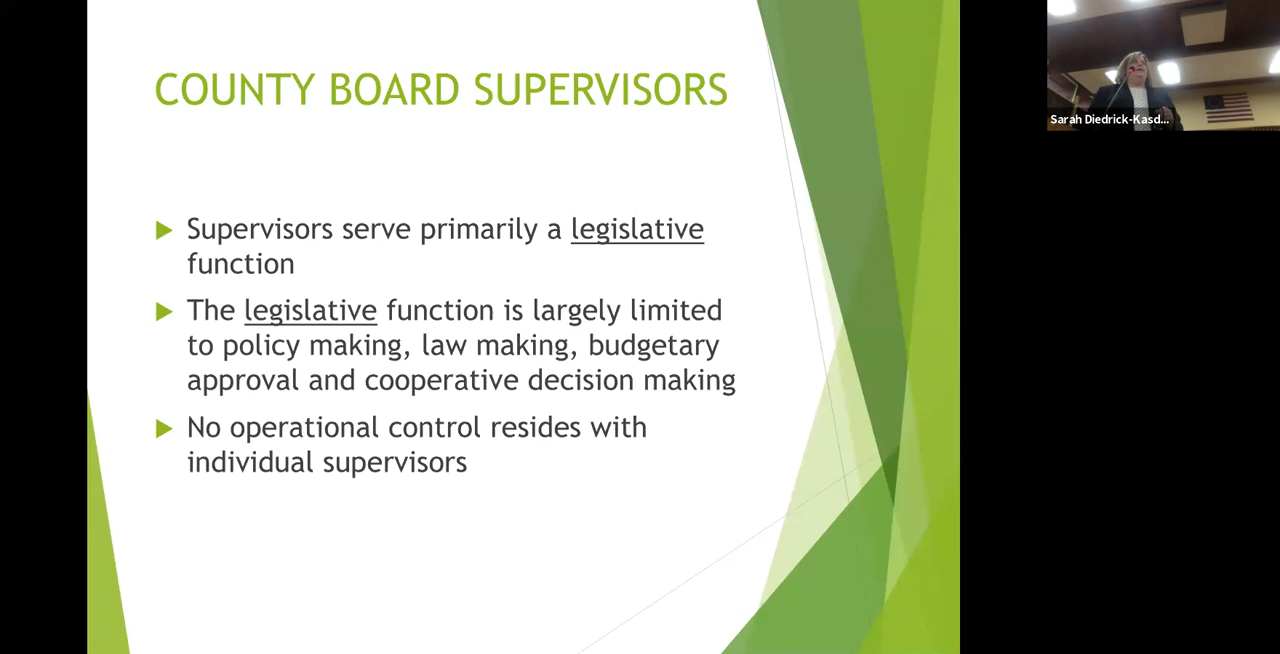 COUNTY BOARD SUPERVISORS
Supervisors serve primarily a legislative
function
The legislative function is largely limited
to policy making, law making, budgetary
approval and cooperative decision making
No operational control resides with
individual supervisors
Sarah Diedrick-Kasd...